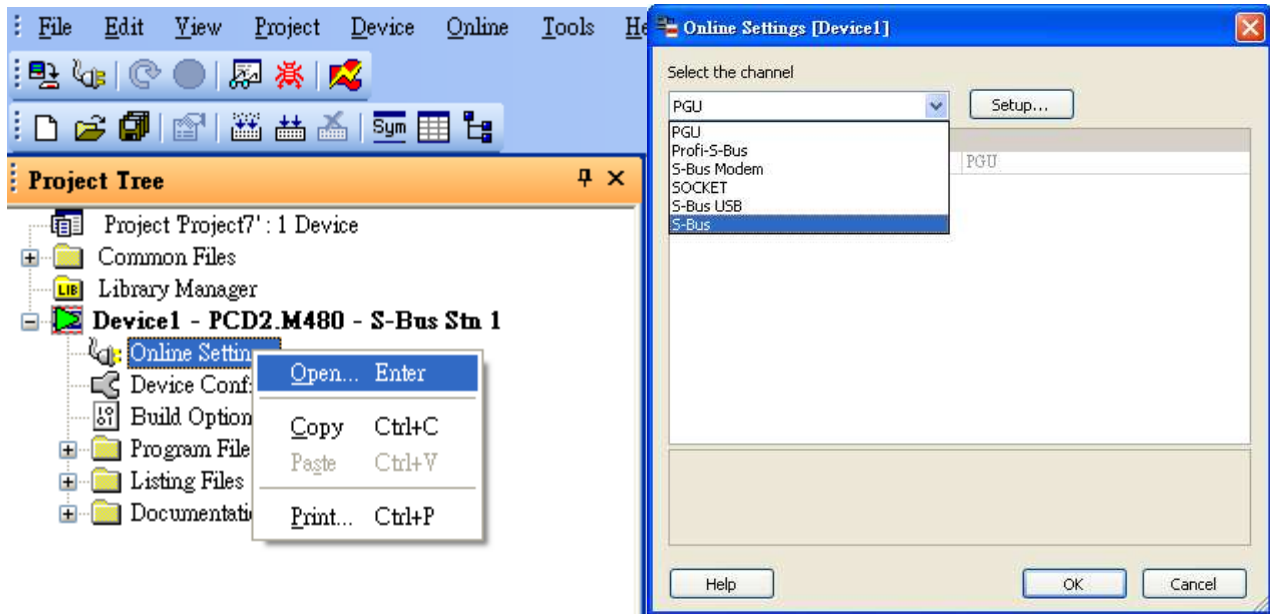 File Edit View Project Device Online Tools He
Sym
Project Tree
Project 'Project7' : 1 Device
Common Files
LIB Library Manager
Device1 - PCD2.M480 - S-Bus Stn 1
Online Settin
Device Conf
Build Option
Program File
Listing Files
Documentati
Open... Enter
Copy Ctrl+C
Paste Ctrl+V
Print... Ctrl+P
Online Settings [Device1]
Select the channel
PGU
Setup...
PGU
Profi-S-Bus
S-Bus Modem
SOCKET
S-Bus USB
S-Bus
PGU
Help OK Cancel